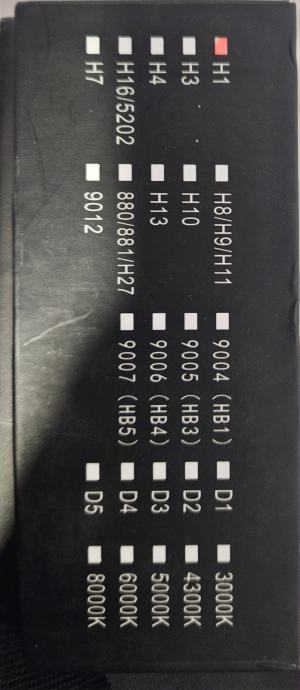 H1 H8/H9/H11 9004 (HB1) D1 3000K
H3 H10 9005 (HB3) D2 4300K
H4 H13 9006 (HB4) D3 5000K
H16/5202 880/881/H27 9007 (HB5) D4 6000K
H7 9012 D5 8000K